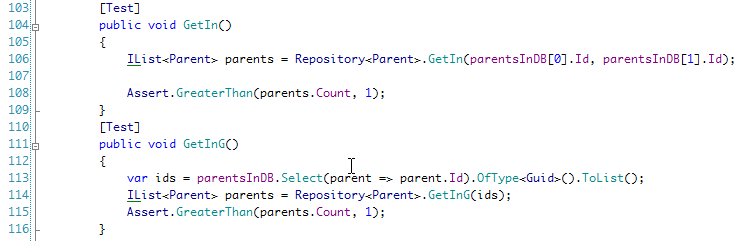 103 [Test]
104 public void GetIn()
105 {
106 IList<Parent> parents = Repository<Parent>.GetIn(parentsInDB[0].Id, parentsInDB[1].Id);
107
108 Assert.GreaterThan(parents.Count, 1);
109 }
110 [Test]
111 public void GetInG()
112 {
113 var ids = parentsInDB.Select(parent => parent.Id).OfType<Guid>().ToList();
114 IList<Parent> parents = Repository<Parent>.GetInG(ids);
115 Assert.GreaterThan(parents.Count, 1);
116 }